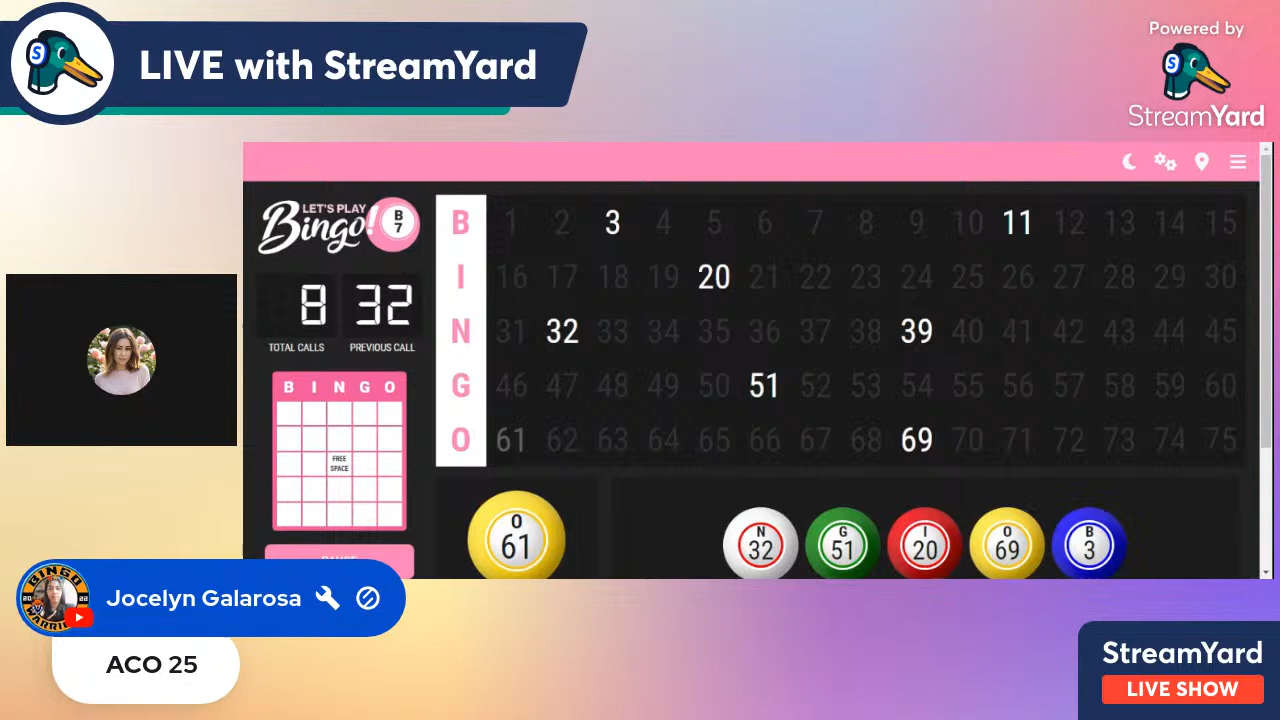 LIVE with StreamYard
Powered by
StreamYard
LET'S PLAY
Bingo!
B
7
8 32
TOTAL CALLS PREVIOUS CALL
B I N G O
FREE
SPACE
B 1 2 3 4 5 6 7 8 9 10 11 12 13 14 15
I 16 17 18 19 20 21 22 23 24 25 26 27 28 29 30
N 31 32 33 34 35 36 37 38 39 40 41 42 43 44 45
G 46 47 48 49 50 51 52 53 54 55 56 57 58 59 60
O 61 62 63 64 65 66 67 68 69 70 71 72 73 74 75
O
61
N
32
G
51
I
20
O
69
B
3
BINGO
Jocelyn Galarosa
ACO 25
StreamYard
LIVE SHOW